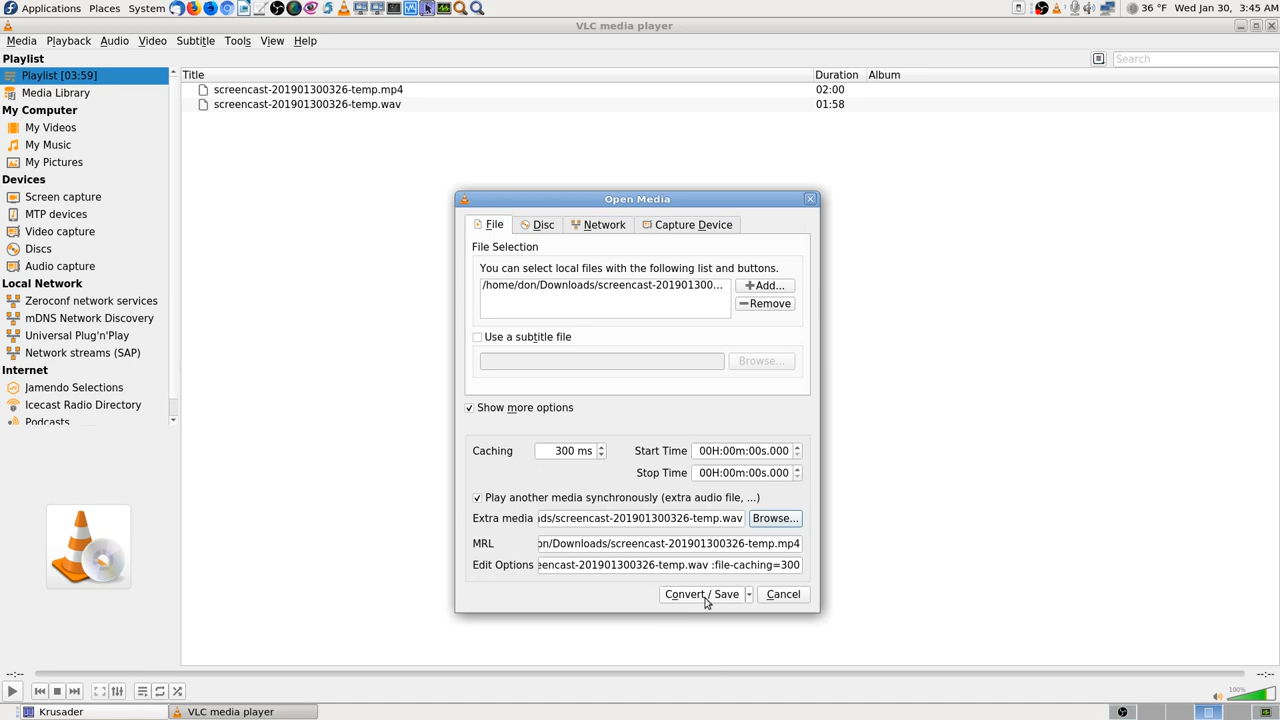 Applications Places System
36 °F Wed Jan 30, 3:45 AM
VLC media player
Media Playback Audio Video Subtitle Tools View Help
Playlist
Search
Playlist [03:59]
Media Library
My Computer
My Videos
My Music
My Pictures
Devices
Screen capture
MTP devices
Video capture
Discs
Audio capture
Local Network
Zeroconf network services
mDNS Network Discovery
Universal Plug'n'Play
Network streams (SAP)
Internet
Jamendo Selections
Icecast Radio Directory
Podcasts
Title Duration Album
screencast-201901300326-temp.mp4 02:00
screencast-201901300326-temp.wav 01:58
Open Media
File Disc Network Capture Device
File Selection
You can select local files with the following list and buttons.
/home/don/Downloads/screencast-201901300...
Add...
Remove
Use a subtitle file
Browse...
Show more options
Caching 300 ms Start Time 00H:00m:00s.000
Stop Time 00H:00m:00s.000
Play another media synchronously (extra audio file, ...)
Extra media ds/screencast-201901300326-temp.wav Browse...
MRL on/Downloads/screencast-201901300326-temp.mp4
Edit Options encast-201901300326-temp.wav :file-caching=300
Convert / Save Cancel
--:-- --:--
100%
Krusader VLC media player